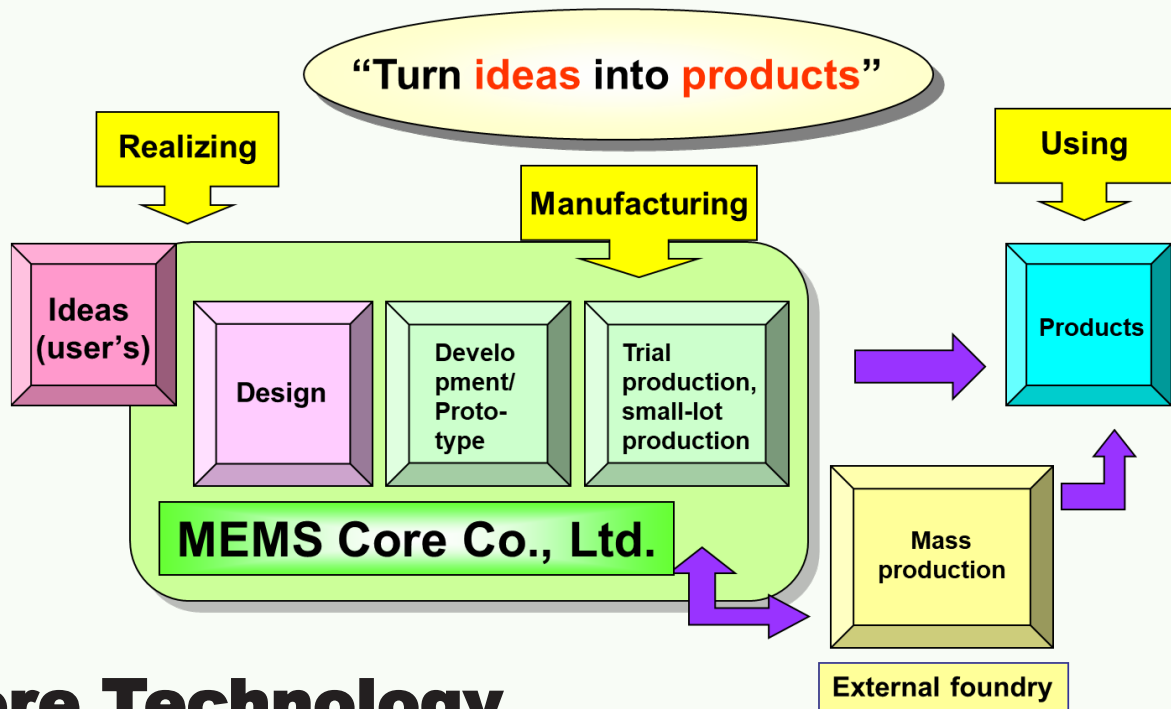 “Turn ideas into products”
Realizing
Using
Manufacturing
Ideas
(user’s)
Design
Develo
pment/
Proto-
type
Trial
production,
small-lot
production
Products
MEMS Core Co., Ltd.
Mass
production
External foundry
Technology